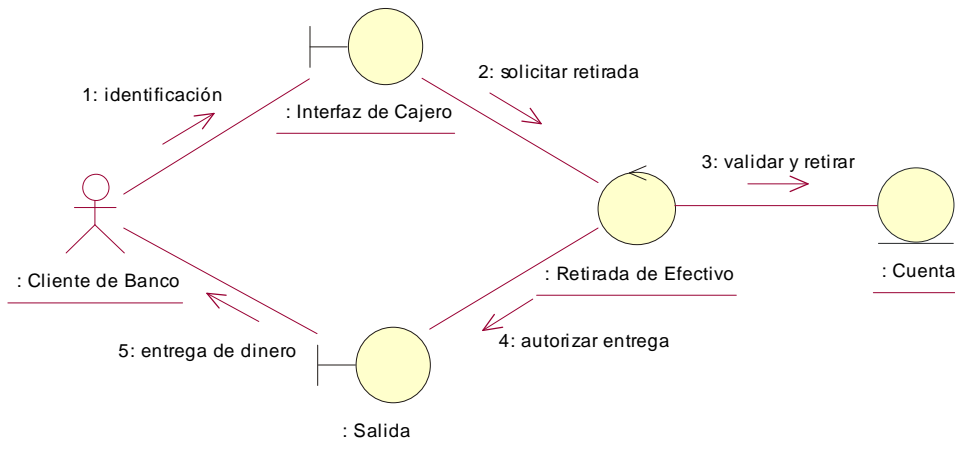 1: identificación
: Interfaz de Cajero
2: solicitar retirada
3: validar y retirar
: Cliente de Banco
: Retirada de Efectivo
: Cuenta
4: autorizar entrega
5: entrega de dinero
: Salida